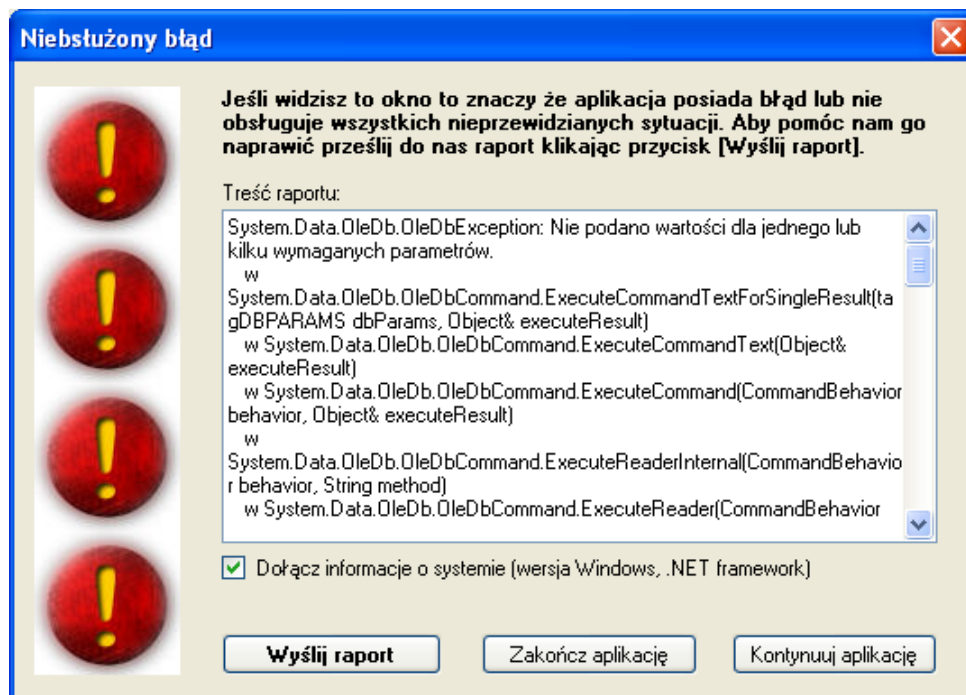 Niebsłużony błąd
Jeśli widzisz to okno to znaczy że aplikacja posiada błąd lub nie
obsługuje wszystkich nieprzewidzianych sytuacji. Aby pomóc nam go
naprawić prześlij do nas raport klikając przycisk [Wyślij raport].
Treść raportu:
System.Data.OleDb.OleDbException: Nie podano wartości dla jednego lub
kilku wymaganych parametrów.
w
System.Data.OleDb.OleDbCommand.ExecuteCommandTextForSingleResult(ta
gDBPARAMS dbParams, Object& executeResult)
w System.Data.OleDb.OleDbCommand.ExecuteCommandText(Object&
executeResult)
w System.Data.OleDb.OleDbCommand.ExecuteCommand(CommandBehavior
behavior, Object& executeResult)
w
System.Data.OleDb.OleDbCommand.ExecuteReaderInternal(CommandBehavio
r behavior, String method)
w System.Data.OleDb.OleDbCommand.ExecuteReader(CommandBehavior
Dołącz informacje o systemie (wersja Windows, .NET framework)
Wyślij raport Zakończ aplikację Kontynuuj aplikację